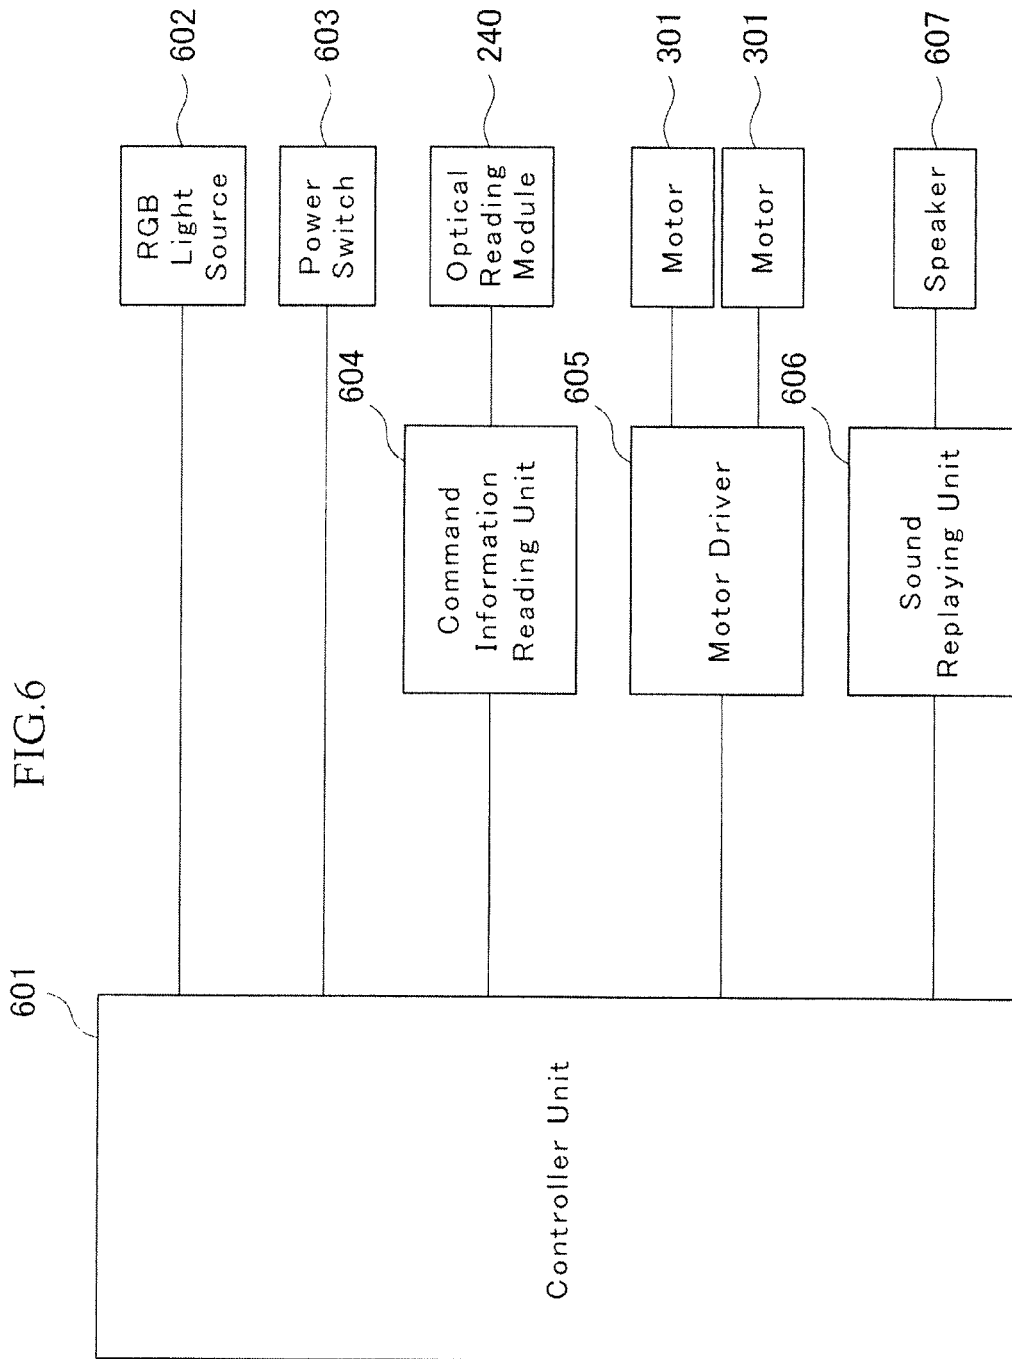 FIG.6
601
Controller Unit
602
RGB
Light
Source
603
Power
Switch
604
Command
Information
Reading Unit
240
Optical
Reading
Module
605
Motor Driver
301
Motor
301
Motor
606
Sound
Replaying Unit
607
Speaker